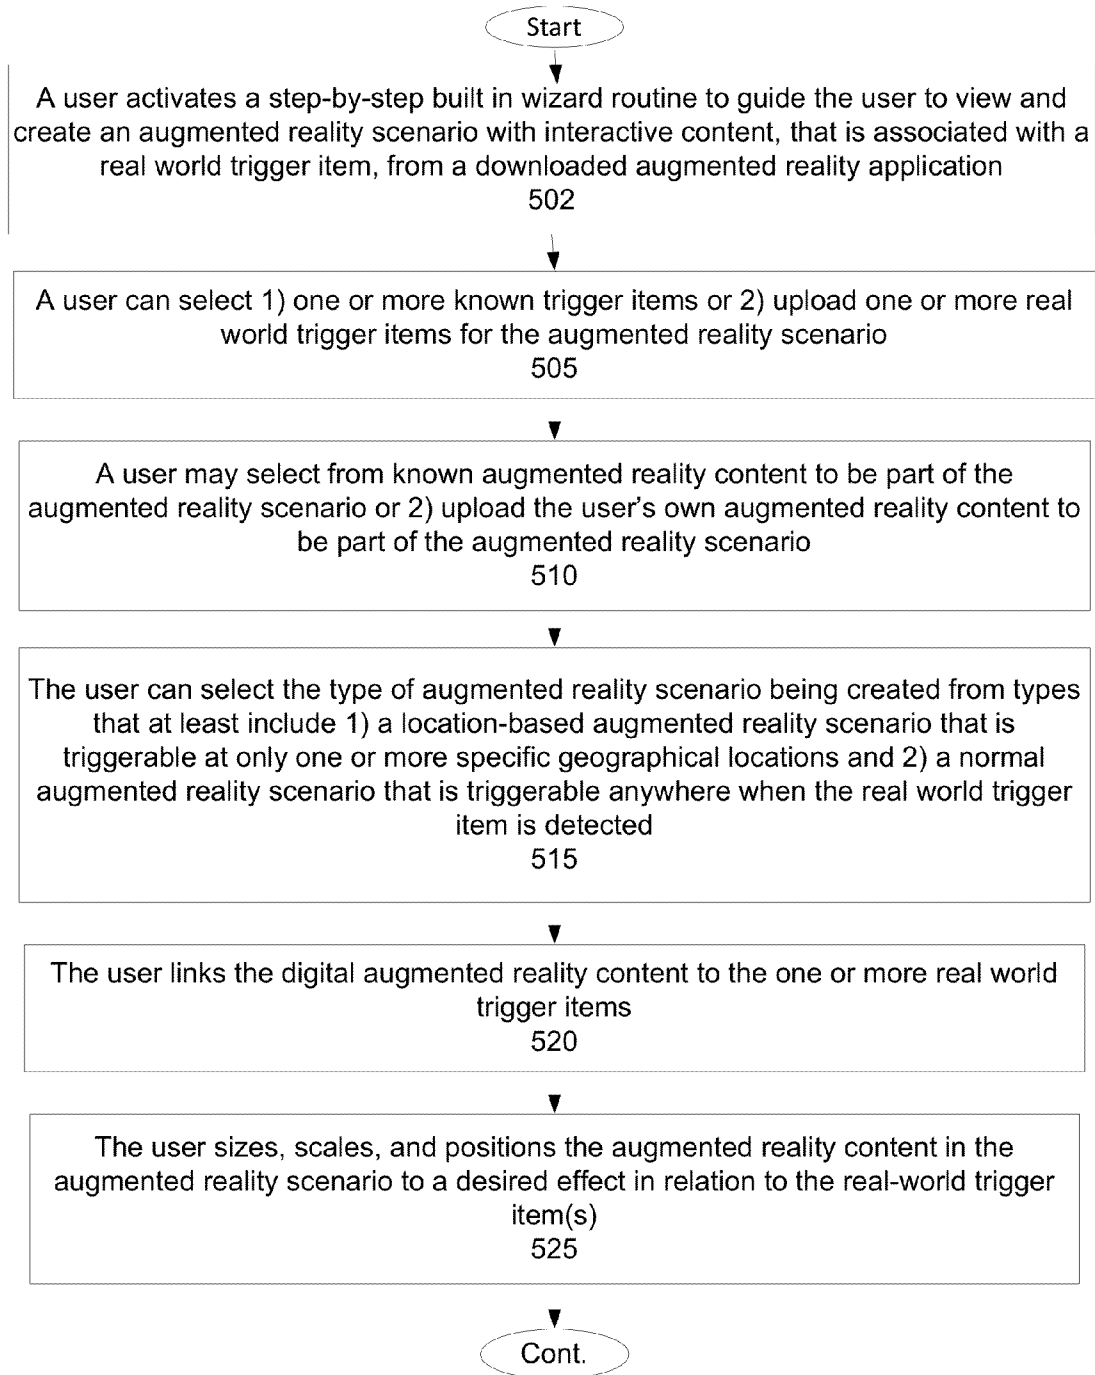 Start
A user activates a step-by-step built in wizard routine to guide the user to view and
create an augmented reality scenario with interactive content, that is associated with a
real world trigger item, from a downloaded augmented reality application
502
A user can select 1) one or more known trigger items or 2) upload one or more real
world trigger items for the augmented reality scenario
505
A user may select from known augmented reality content to be part of the
augmented reality scenario or 2) upload the user's own augmented reality content to
be part of the augmented reality scenario
510
The user can select the type of augmented reality scenario being created from types
that at least include 1) a location-based augmented reality scenario that is
triggerable at only one or more specific geographical locations and 2) a normal
augmented reality scenario that is triggerable anywhere when the real world trigger
item is detected
515
The user links the digital augmented reality content to the one or more real world
trigger items
520
The user sizes, scales, and positions the augmented reality content in the
augmented reality scenario to a desired effect in relation to the real-world trigger
item(s)
525
Cont.